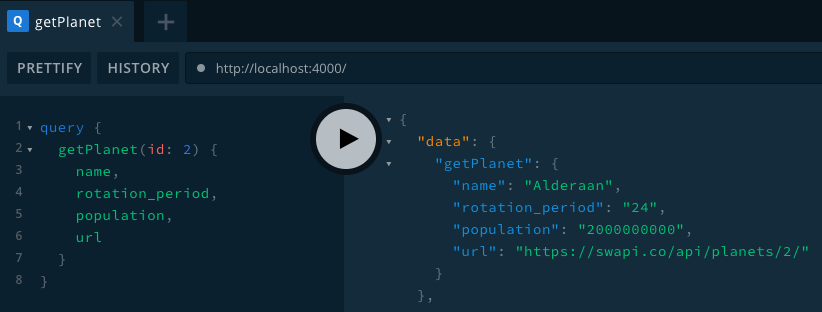 Q getPlanet ✕ +
PRETTIFY HISTORY http://localhost:4000/
1 query {
2 getPlanet(id: 2) {
3 name,
4 rotation_period,
5 population,
6 url
7 }
8 }
{
"data": {
"getPlanet": {
"name": "Alderaan",
"rotation_period": "24",
"population": "2000000000",
"url": "https://swapi.co/api/planets/2/"
}
},